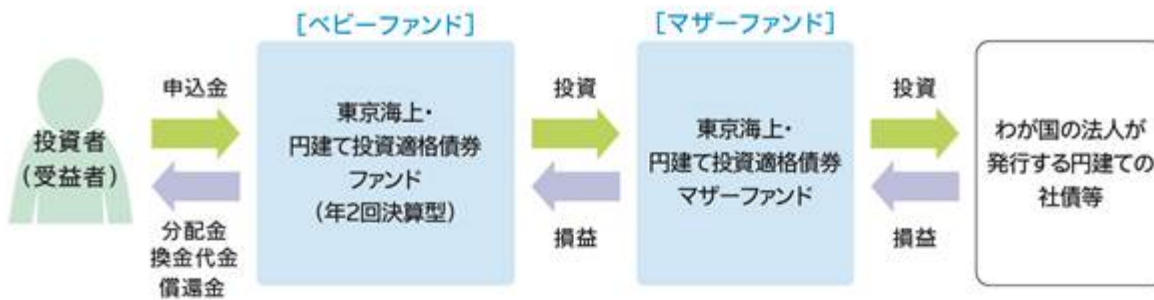 [ベビーファンド]
[マザーファンド]
投資者
(受益者)
申込金
分配金
換金代金
償還金
東京海上・
円建て投資適格債券
ファンド
(年2回決算型)
投資
損益
東京海上・
円建て投資適格債券
マザーファンド
投資
損益
わが国の法人が
発行する円建ての
社債等